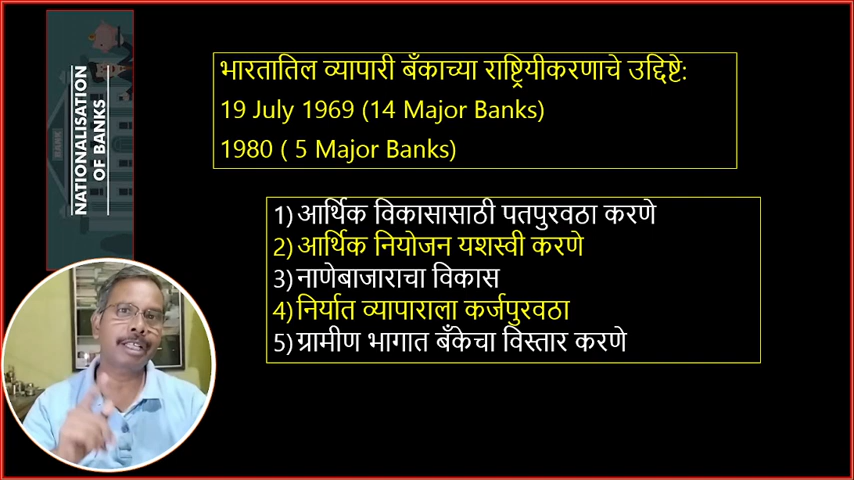 NATIONALISATION
OF BANKS
BANK
भारतातिल व्यापारी बँकाच्या राष्ट्रियीकरणाचे उद्दिष्टे:
19 July 1969 (14 Major Banks)
1980 ( 5 Major Banks)
1) आर्थिक विकासासाठी पतपुरवठा करणे
2) आर्थिक नियोजन यशस्वी करणे
3) नाणेबाजाराचा विकास
4) निर्यात व्यापाराला कर्जपुरवठा
5) ग्रामीण भागात बँकेचा विस्तार करणे